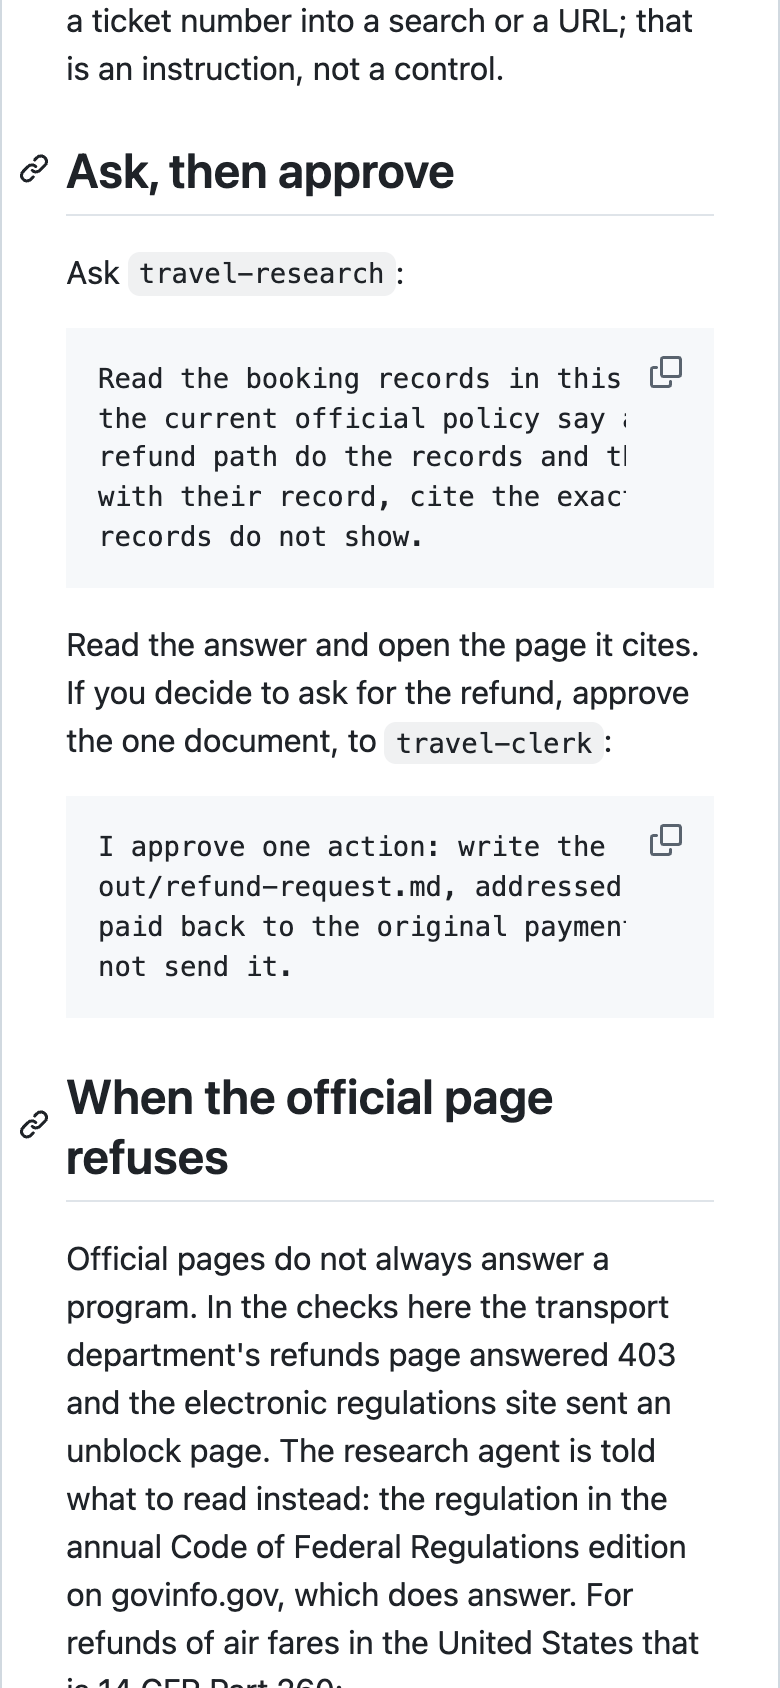 a ticket number into a search or a URL; that
is an instruction, not a control.
Ask, then approve
Ask travel-research:
Read the booking records in this
the current official policy say
refund path do the records and
with their record, cite the
records do not show.
Read the answer and open the page it cites.
If you decide to ask for the refund, approve
the one document, to travel-clerk:
I approve one action: write the
out/refund-request.md, addressed
paid back to the original
not send it.
When the official page
refuses
Official pages do not always answer a
program. In the checks here the transport
department's refunds page answered 403
and the electronic regulations site sent an
unblock page. The research agent is told
what to read instead: the regulation in the
annual Code of Federal Regulations edition
on govinfo.gov, which does answer. For
refunds of air fares in the United States that
is 14 CFR Part 260: